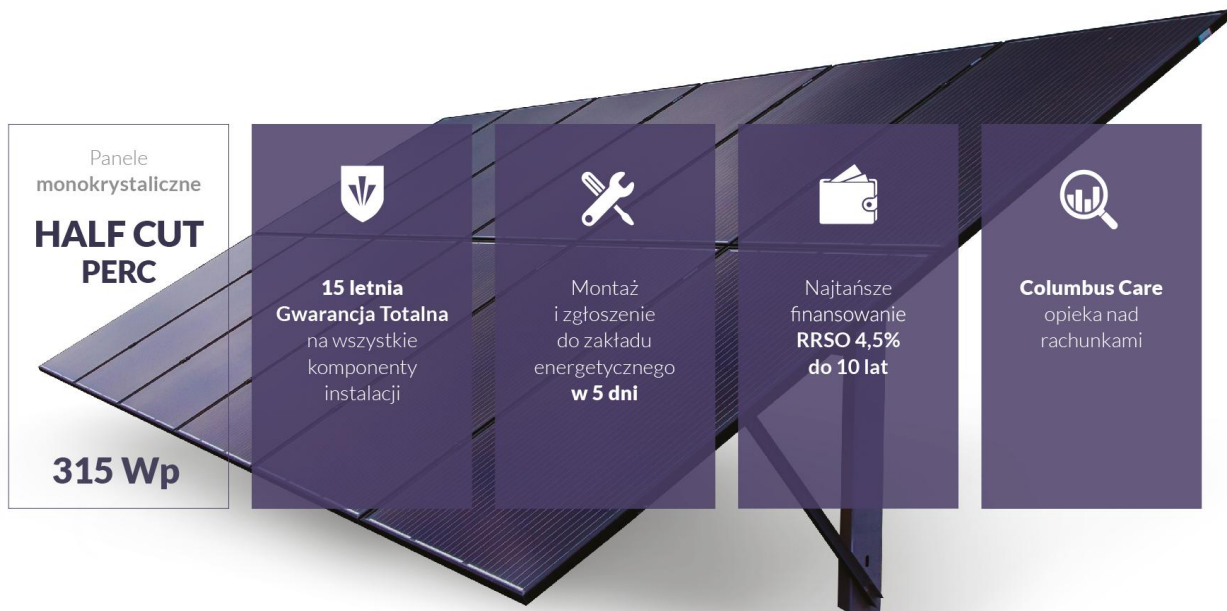 Panele
monokrystaliczne
HALF CUT
PERC
315 Wp
15 letnia
Gwarancja Totalna
na wszystkie
komponenty
instalacji
Montaż
i zgłoszenie
do zakładu
energetycznego
w 5 dni
Najtańsze
finansowanie
RRSO 4,5%
do 10 lat
Columbus Care
opieka nad
rachunkami